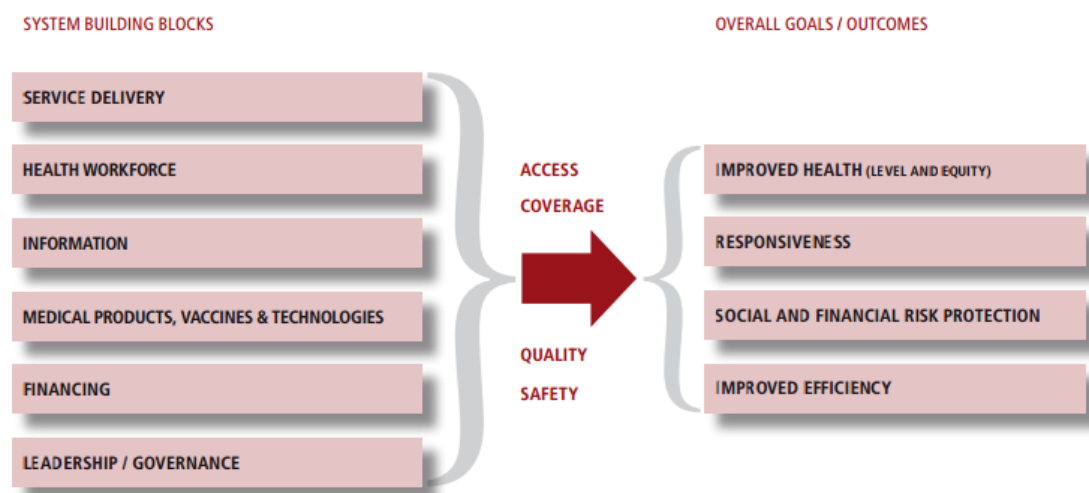 SYSTEM BUILDING BLOCKS
SERVICE DELIVERY
HEALTH WORKFORCE
INFORMATION
MEDICAL PRODUCTS, VACCINES & TECHNOLOGIES
FINANCING
LEADERSHIP / GOVERNANCE
ACCESS
COVERAGE
QUALITY
SAFETY
OVERALL GOALS / OUTCOMES
IMPROVED HEALTH (LEVEL AND EQUITY)
RESPONSIVENESS
SOCIAL AND FINANCIAL RISK PROTECTION
IMPROVED EFFICIENCY